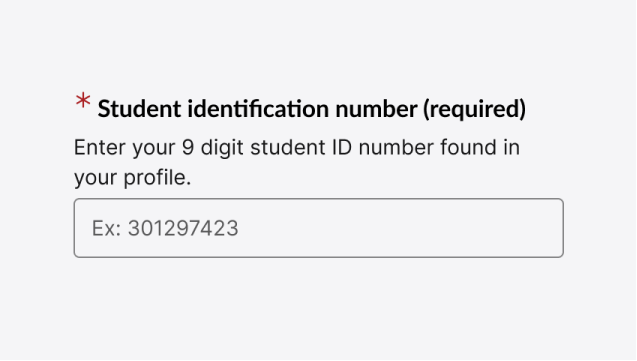 * Student identification number (required)
Enter your 9 digit student ID number found in
your profile.
Ex: 301297423